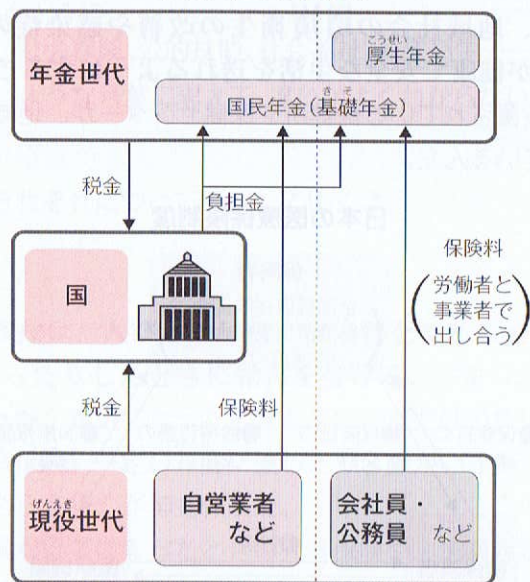 こうせい
厚生年金
年金世代
きそ
国民年金(基礎年金)
税金
負担金
保険料
(労働者と
事業者で
出し合う)
国
税金
保険料
げんえき
現役世代
自営業者
など
会社員・
公務員 など